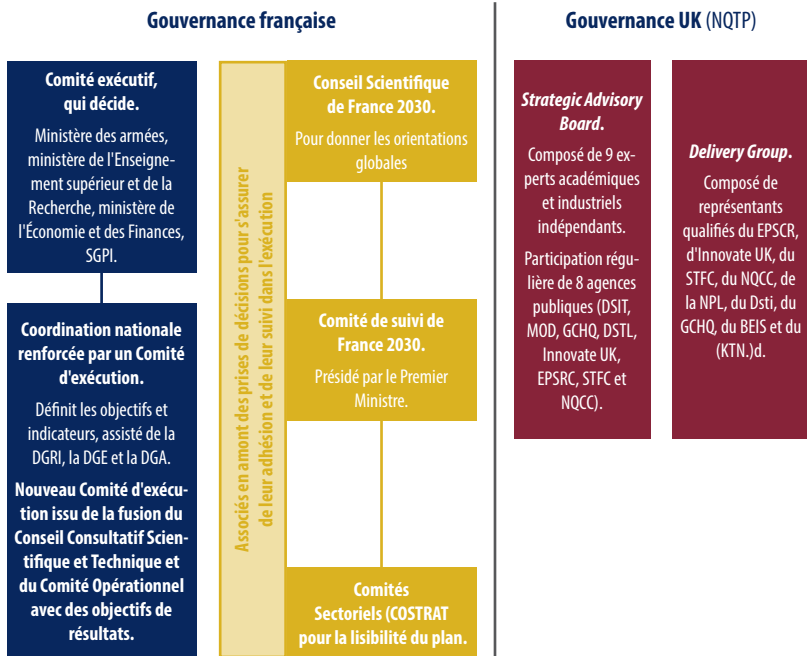 Gouvernance française
Comité exécutif,
qui décide.
Ministère des armées,
ministère de l'Enseigne-
ment supérieur et de la
Recherche, ministère de
l'Économie et des Finances,
SGPI.
Coordination nationale
renforcée par un Comité
d'exécution.
Définit les objectifs et
indicateurs, assisté de la
DGRI, la DGE et la DGA.
Nouveau Comité d'exécu-
tion issu de la fusion du
Conseil Consultatif Scien-
tifique et Technique et
du Comité Opérationnel
avec des objectifs de
résultats.
Associés en amont des prises de décisions pour s'assurer
de leur adhésion et de leur suivi dans l'exécution
Conseil Scientifique
de France 2030.
Pour donner les orientations
globales
Comité de suivi de
France 2030.
Présidé par le Premier
Ministre.
Comités
Sectoriels (COSTRAT
pour la lisibilité du plan.
Gouvernance UK (NQTP)
Strategic Advisory
Board.
Composé de 9 ex-
perts académiques
et industriels
indépendants.
Participation régu-
lière de 8 agences
publiques (DSIT,
MOD, GCHQ, DSTL,
Innovate UK,
EPSRC, STFC et
NQCC).
Delivery Group.
Composé de
représentants
qualifiés du EPSCR,
d'Innovate UK, du
STFC, du NQCC, de
la NPL, du Dsti, du
GCHQ, du BEIS et du
(KTN.)d.